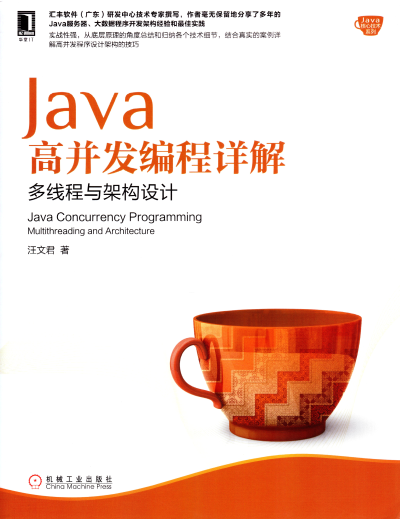 华章IT
汇丰软件（广东）研发中心技术专家撰写，作者毫无保留地分享了多年的
Java服务器、大数据程序开发架构经验和最佳实践
实战性强，从底层原理的角度总结和归纳各个技术细节，结合真实的案例详
解高并发程序设计架构的技巧
Java
核心技术
系列
Java
高并发编程详解
多线程与架构设计
Java Concurrency Programming
Multithreading and Architecture
汪文君 著
机械工业出版社
China Machine Press